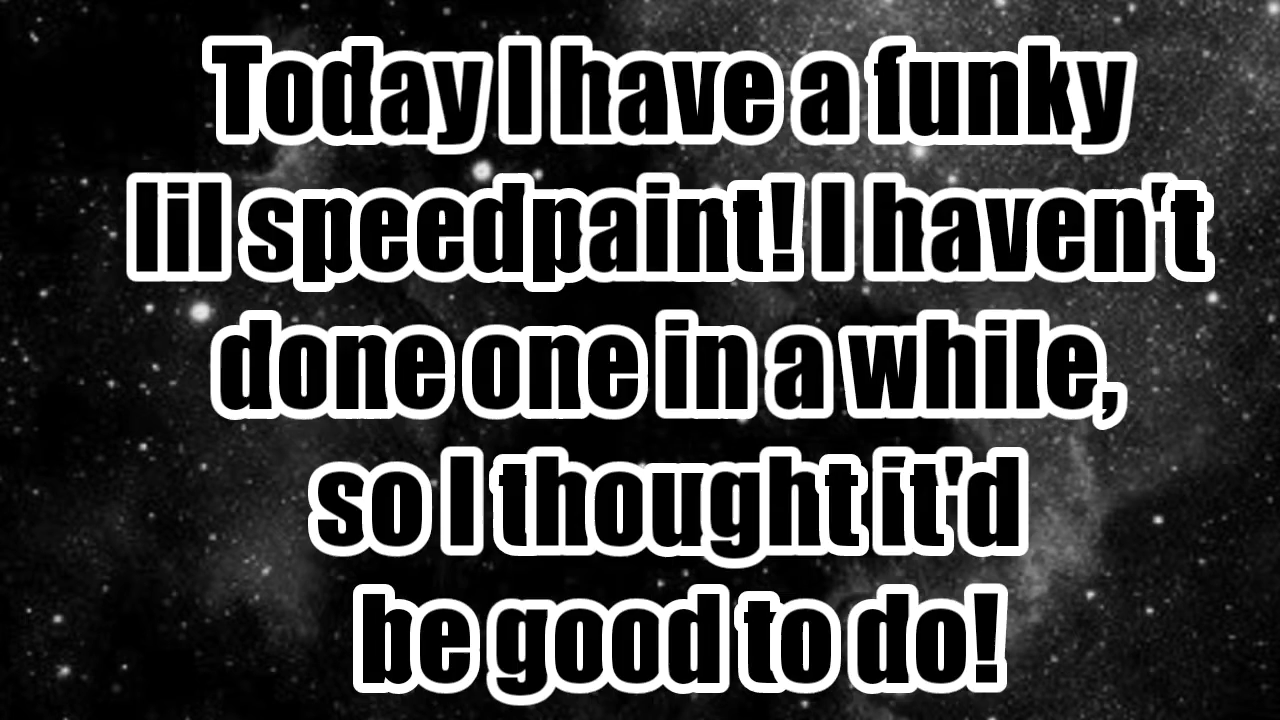 Today I have a funky
lil speedpaint! I haven't
done one in a while,
so I thought it'd
be good to do!